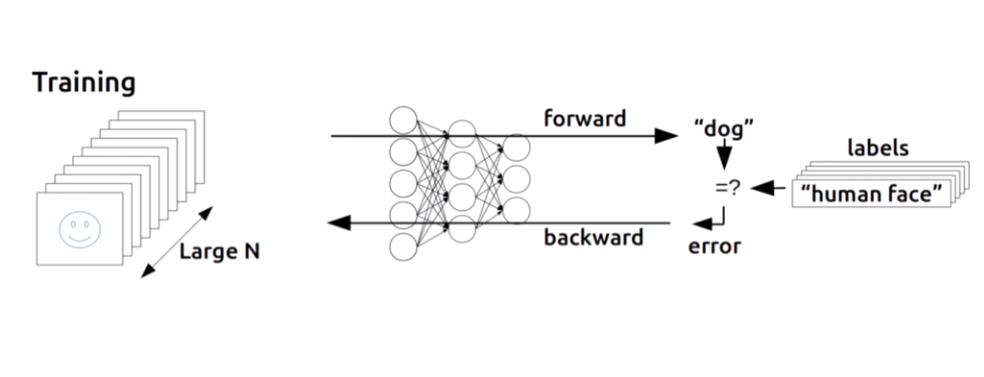 Training
Large N
forward
backward
“dog”
=?
error
labels
“human face”